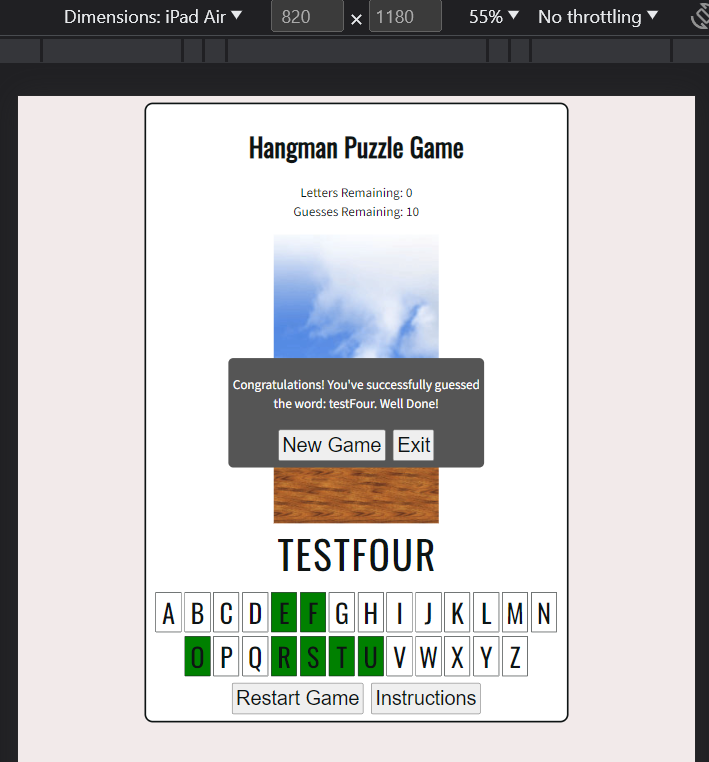 Dimensions: iPad Air ▼ 820 × 1180 55% ▼ No throttling ▼
Hangman Puzzle Game
Letters Remaining: 0
Guesses Remaining: 10
Congratulations! You've successfully guessed
the word: testFour. Well Done!
New Game Exit
TESTFOUR
A B C D E F G H I J K L M N
O P Q R S T U V W X Y Z
Restart Game Instructions